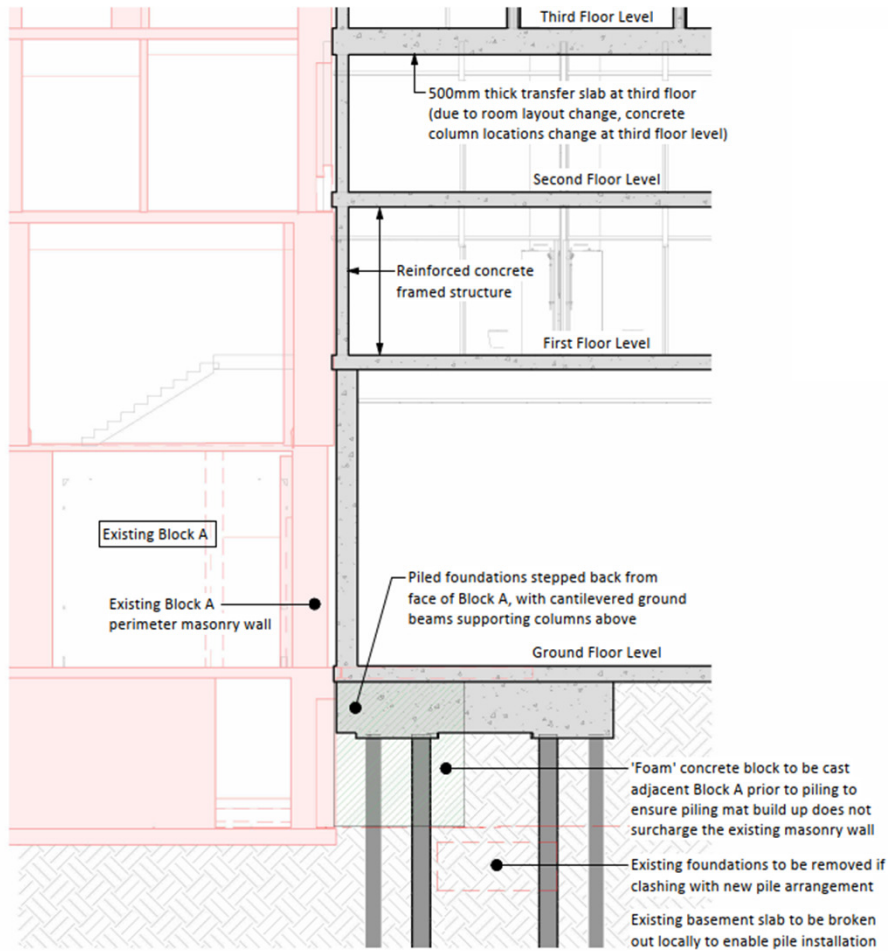 Third Floor Level
500mm thick transfer slab at third floor
(due to room layout change, concrete
column locations change at third floor level)
Second Floor Level
Reinforced concrete
framed structure
First Floor Level
Existing Block A
Existing Block A
perimeter masonry wall
Piled foundations stepped back from
face of Block A, with cantilevered ground
beams supporting columns above
Ground Floor Level
'Foam' concrete block to be cast
adjacent Block A prior to piling to
ensure piling mat build up does not
surcharge the existing masonry wall
Existing foundations to be removed if
clashing with new pile arrangement
Existing basement slab to be broken
out locally to enable pile installation